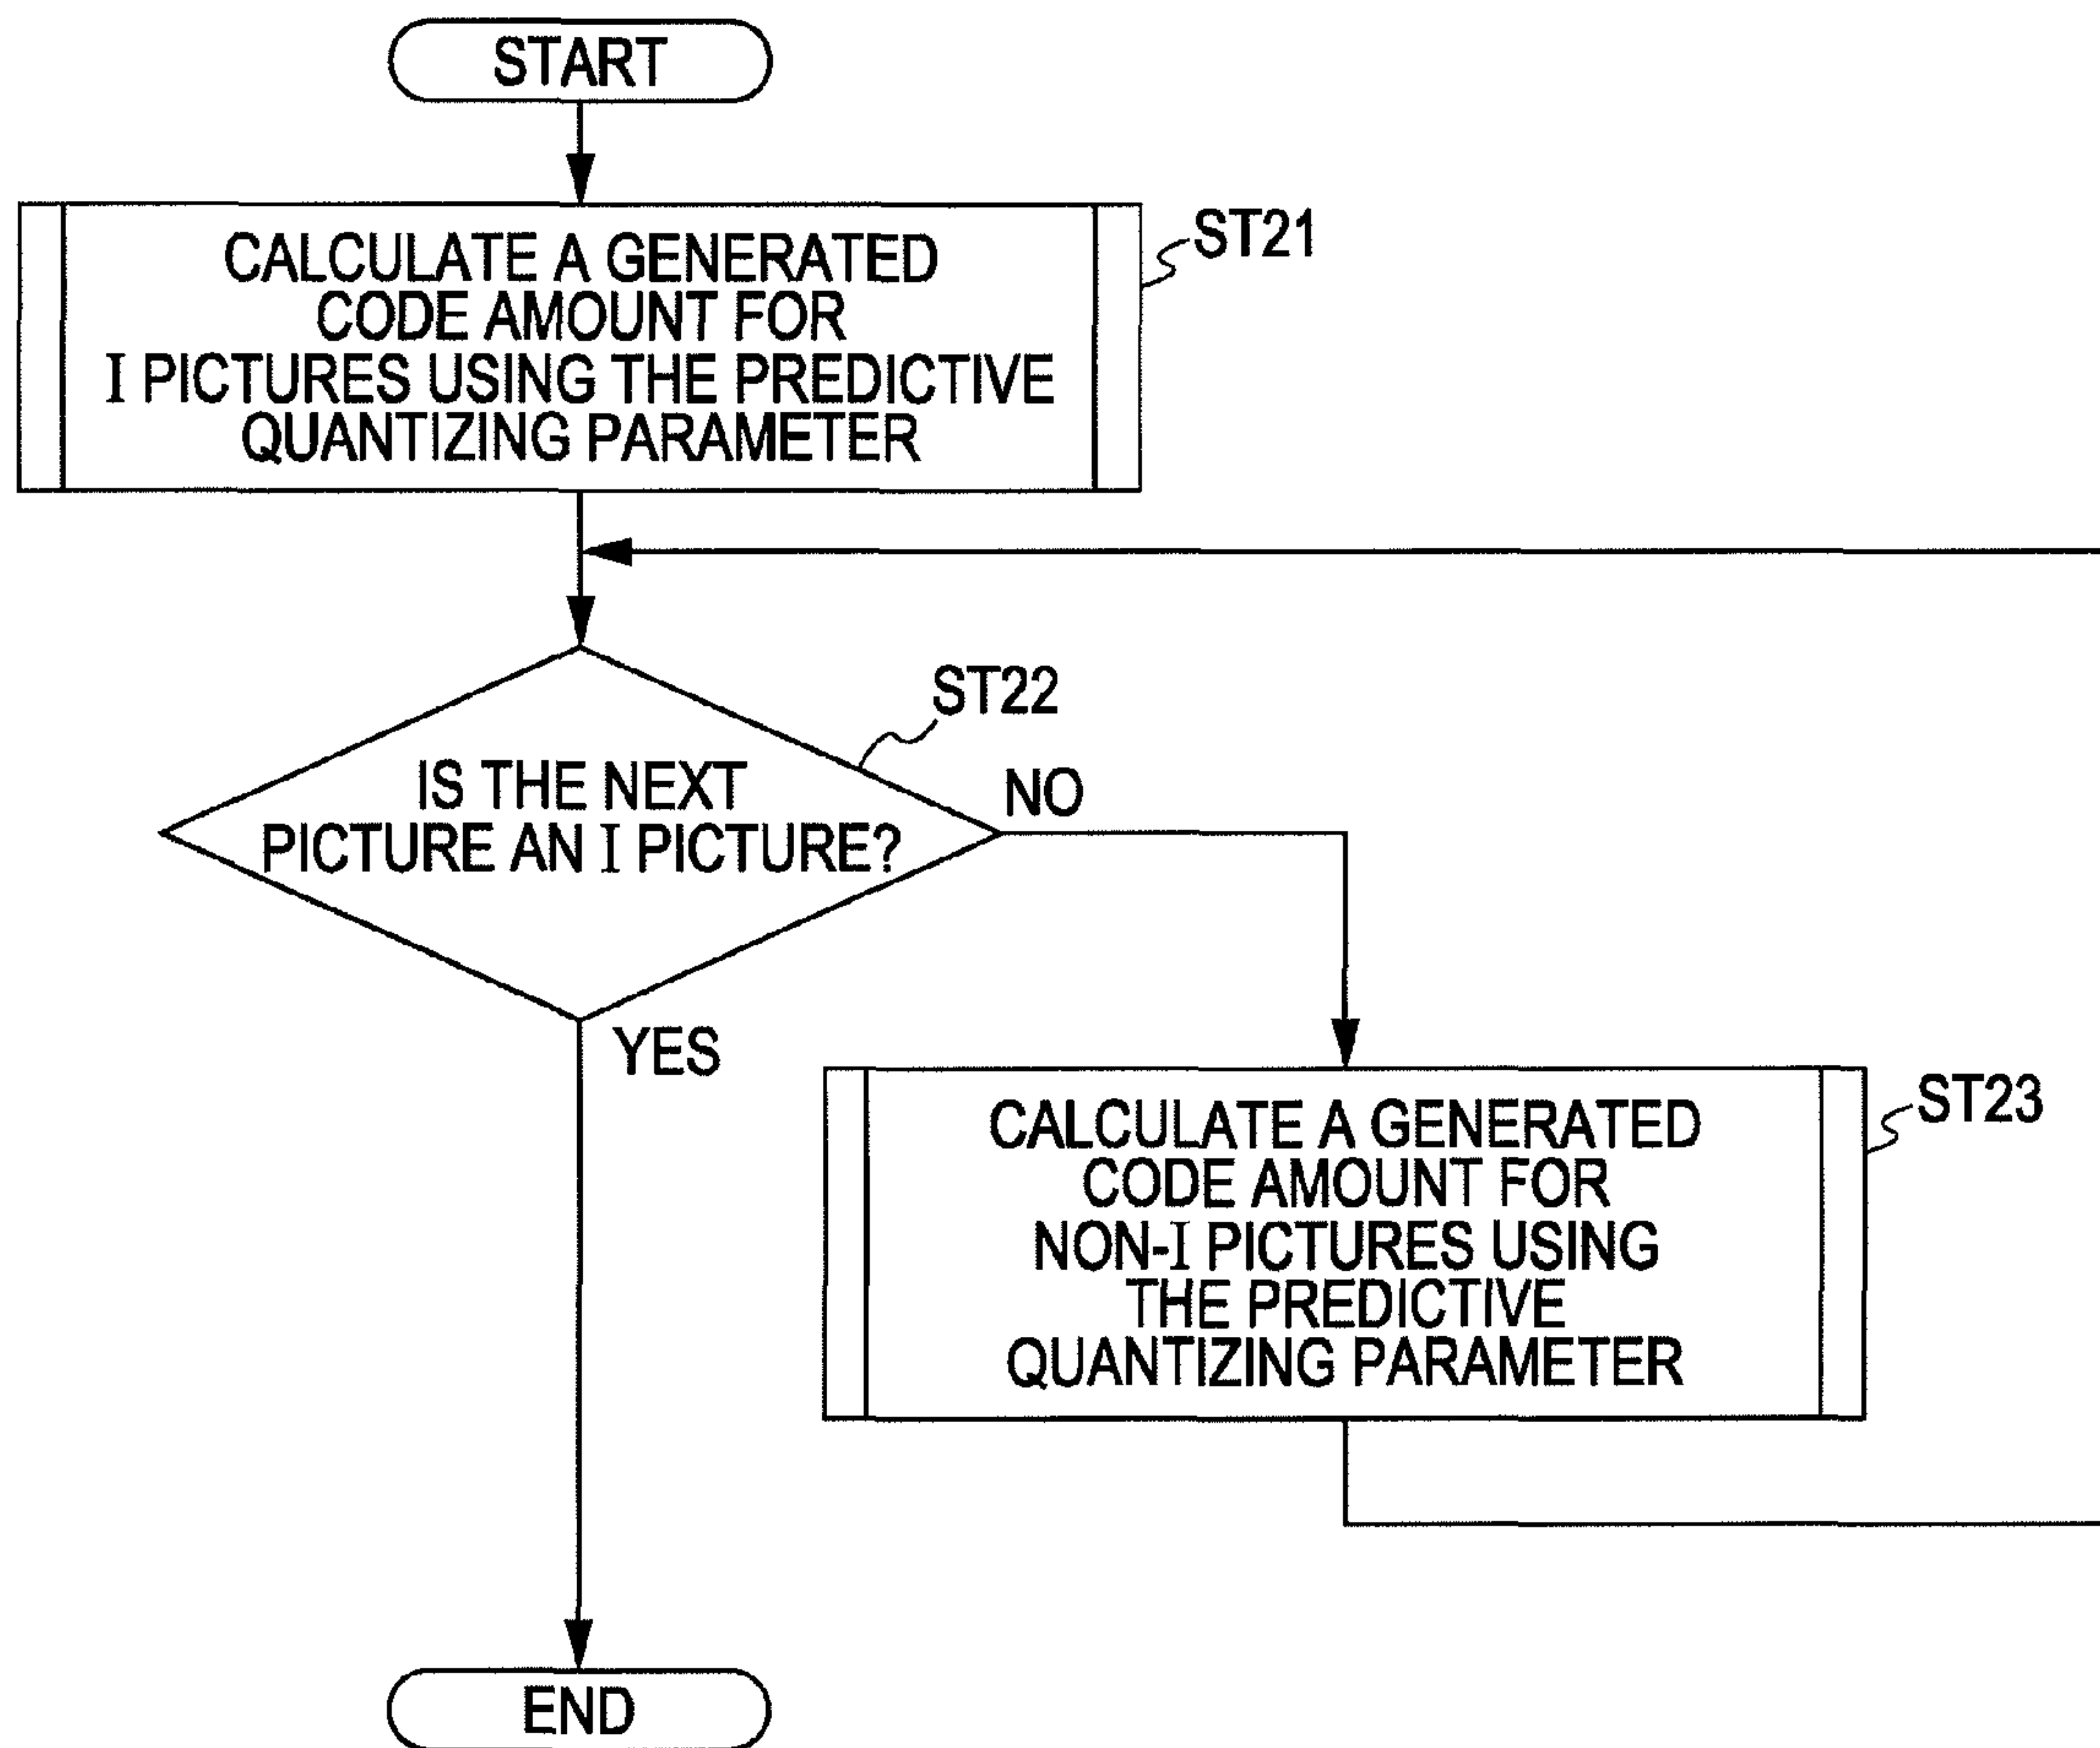 START
CALCULATE A GENERATED
CODE AMOUNT FOR
I PICTURES USING THE PREDICTIVE
QUANTIZING PARAMETER
ST21
ST22
IS THE NEXT
PICTURE AN I PICTURE?
NO
YES
CALCULATE A GENERATED
CODE AMOUNT FOR
NON-I PICTURES USING
THE PREDICTIVE
QUANTIZING PARAMETER
ST23
END